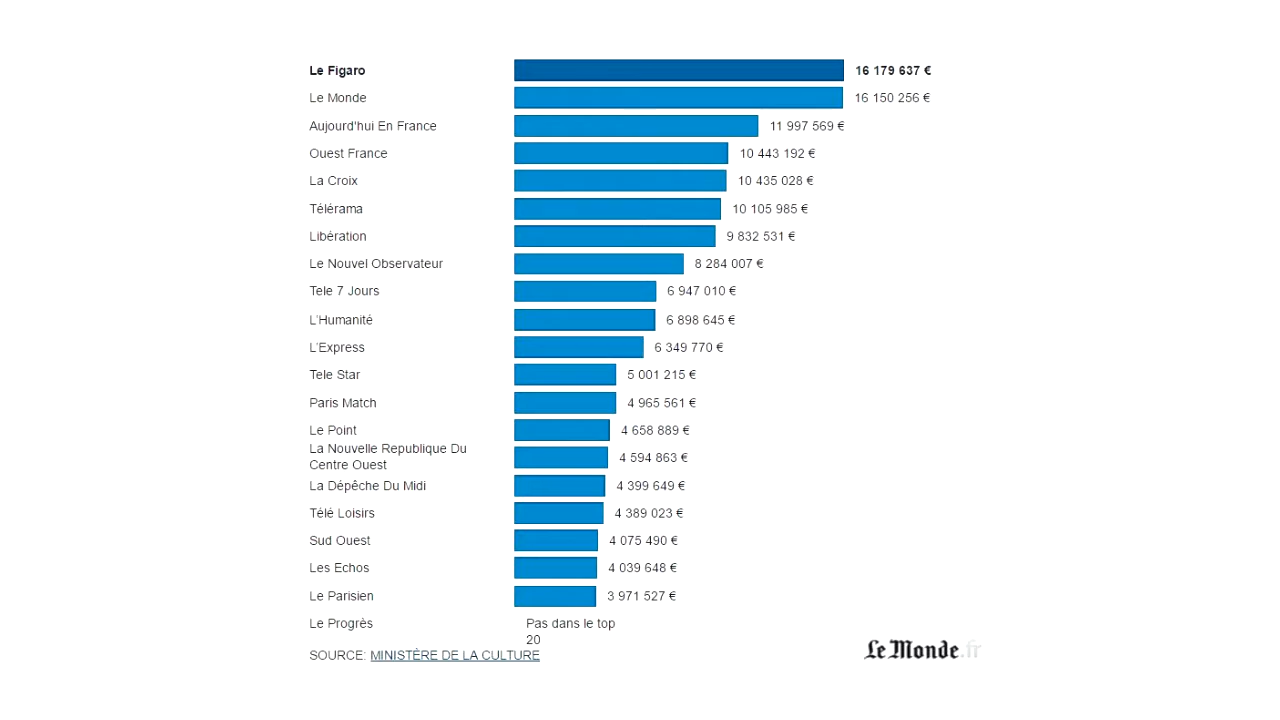 Le Figaro 16 179 637 €
Le Monde 16 150 256 €
Aujourd'hui En France 11 997 569 €
Ouest France 10 443 192 €
La Croix 10 435 028 €
Télérama 10 105 985 €
Libération 9 832 531 €
Le Nouvel Observateur 8 284 007 €
Tele 7 Jours 6 947 010 €
L'Humanité 6 898 645 €
L'Express 6 349 770 €
Tele Star 5 001 215 €
Paris Match 4 965 561 €
Le Point 4 658 889 €
La Nouvelle Republique Du
Centre Ouest 4 594 863 €
La Dépêche Du Midi 4 399 649 €
Télé Loisirs 4 389 023 €
Sud Ouest 4 075 490 €
Les Echos 4 039 648 €
Le Parisien 3 971 527 €
Le Progrès Pas dans le top
20
SOURCE: MINISTÈRE DE LA CULTURE
Le Monde.fr